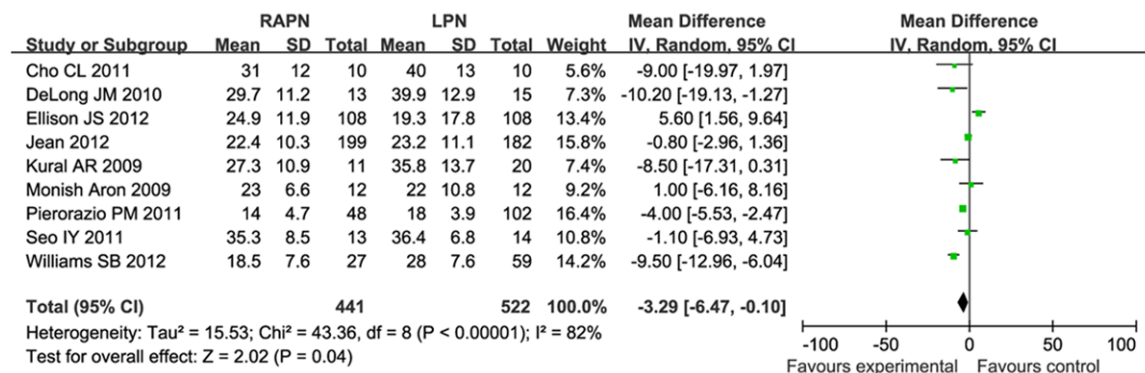 RAPN LPN Mean Difference Mean Difference
Study or Subgroup Mean SD Total Mean SD Total Weight IV, Random, 95% CI IV, Random, 95% CI
Cho CL 2011 31 12 10 40 13 10 5.6% -9.00 [-19.97, 1.97]
DeLong JM 2010 29.7 11.2 13 39.9 12.9 15 7.3% -10.20 [-19.13, -1.27]
Ellison JS 2012 24.9 11.9 108 19.3 17.8 108 13.4% 5.60 [1.56, 9.64]
Jean 2012 22.4 10.3 199 23.2 11.1 182 15.8% -0.80 [-2.96, 1.36]
Kural AR 2009 27.3 10.9 11 35.8 13.7 20 7.4% -8.50 [-17.31, 0.31]
Monish Aron 2009 23 6.6 12 22 10.8 12 9.2% 1.00 [-6.16, 8.16]
Pierorazio PM 2011 14 4.7 48 18 3.9 102 16.4% -4.00 [-5.53, -2.47]
Seo IY 2011 35.3 8.5 13 36.4 6.8 14 10.8% -1.10 [-6.93, 4.73]
Williams SB 2012 18.5 7.6 27 28 7.6 59 14.2% -9.50 [-12.96, -6.04]
Total (95% CI) 441 522 100.0% -3.29 [-6.47, -0.10]
Heterogeneity: Tau² = 15.53; Chi² = 43.36, df = 8 (P < 0.00001); I² = 82%
Test for overall effect: Z = 2.02 (P = 0.04)
-100 -50 0 50 100
Favours experimental Favours control